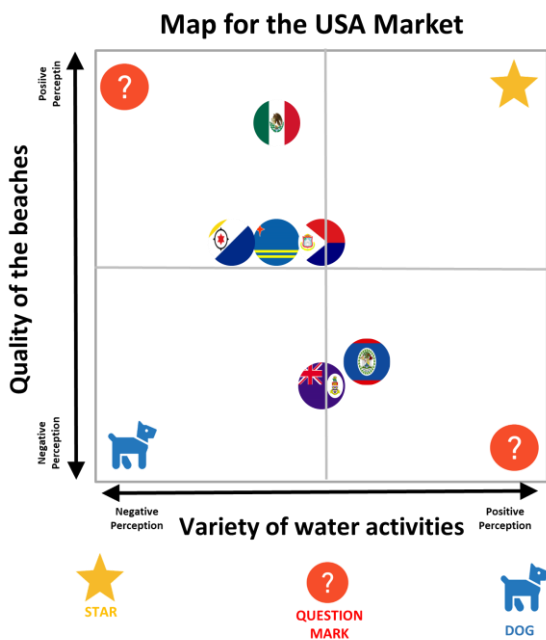 Map for the USA Market
Posiive
Perceptin
Quality of the beaches
Negative
Perception
Negative
Perception
Variety of water activities
Positive
Perception
STAR
QUESTION
MARK
DOG